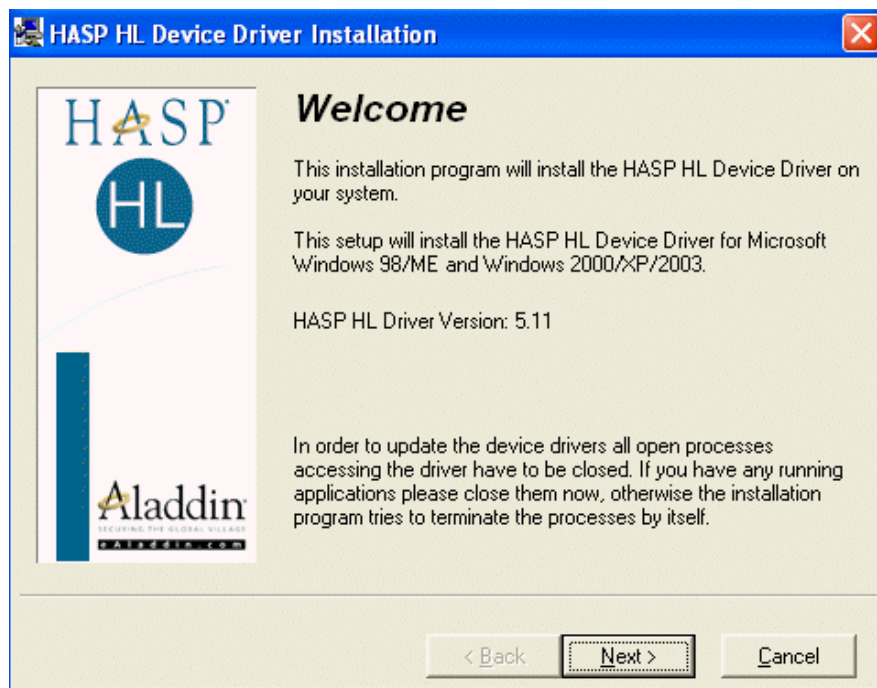 HASP HL Device Driver Installation
HASP
HL
Aladdin
SECURING THE GLOBAL VILLAGE
eAladdin.com
Welcome
This installation program will install the HASP HL Device Driver on
your system.
This setup will install the HASP HL Device Driver for Microsoft
Windows 98/ME and Windows 2000/XP/2003.
HASP HL Driver Version: 5.11
In order to update the device drivers all open processes
accessing the driver have to be closed. If you have any running
applications please close them now, otherwise the installation
program tries to terminate the processes by itself.
< Back
Next >
Cancel